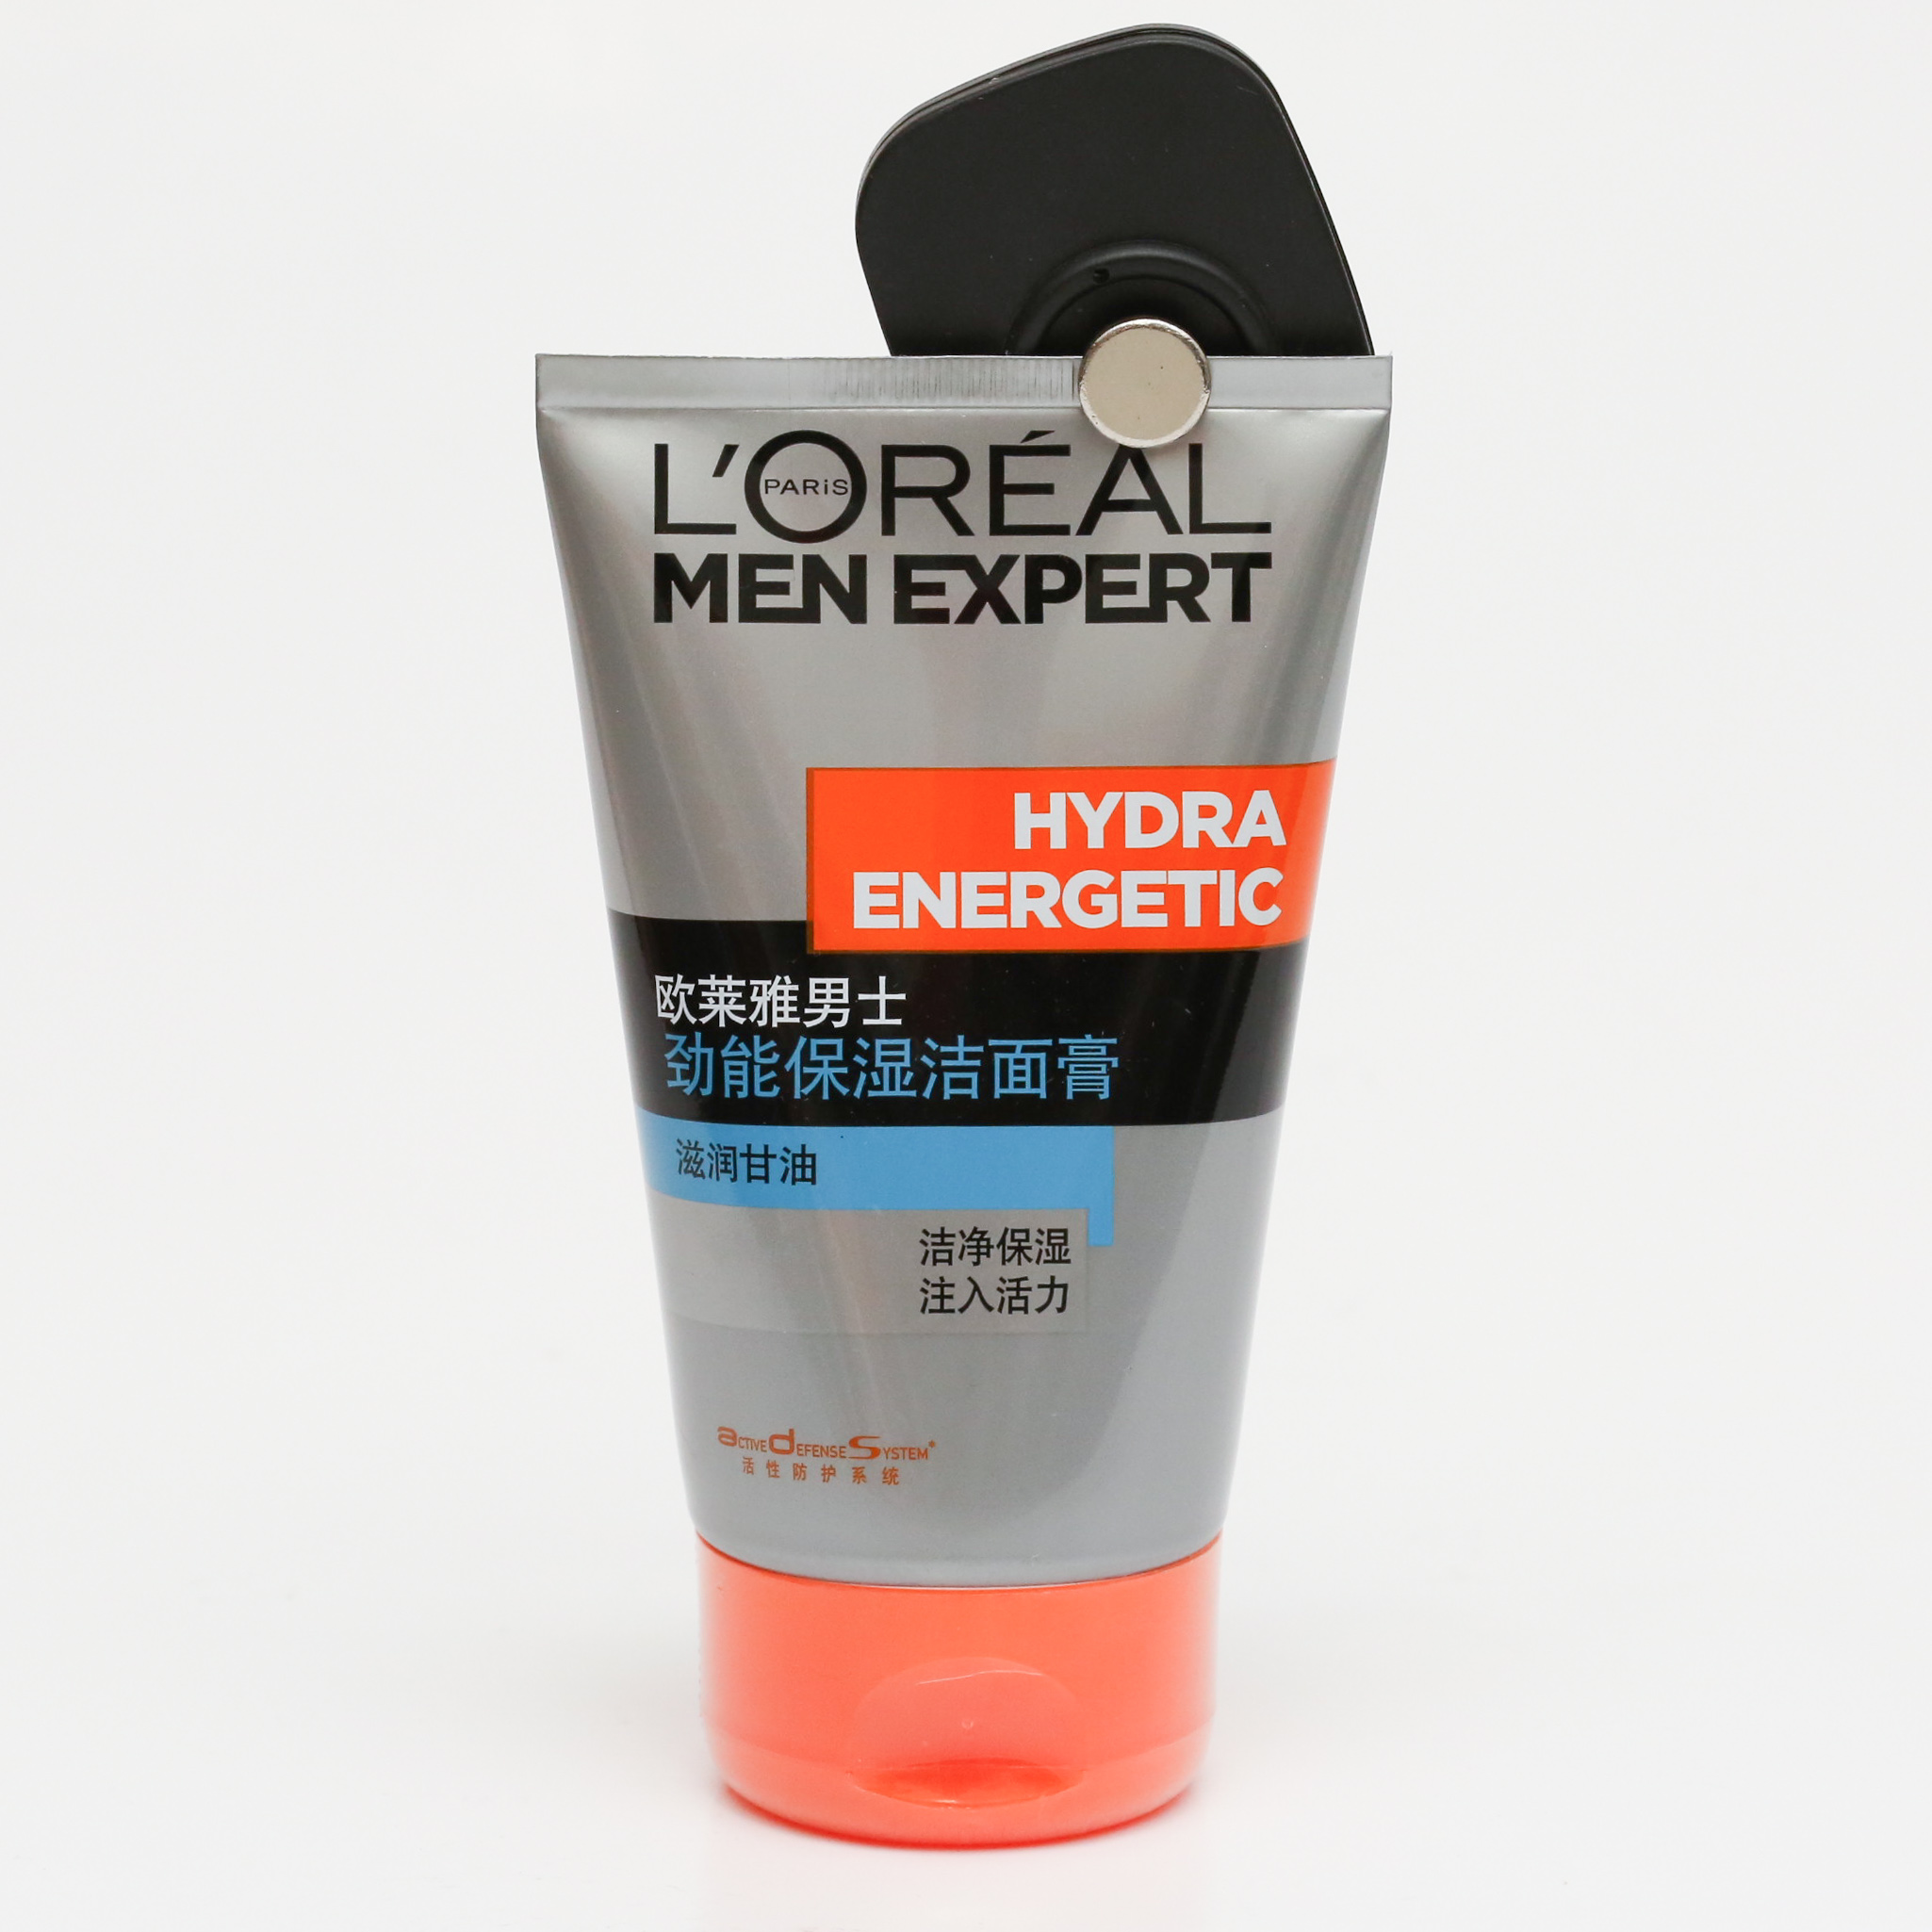 L'ORÉAL
PARiS
MEN EXPERT
HYDRA
ENERGETIC
欧莱雅男士
劲能保湿洁面膏
滋润甘油
洁净保湿
注入活力
aCTIVE dEFENSE SYSTEM*
活性防护系统